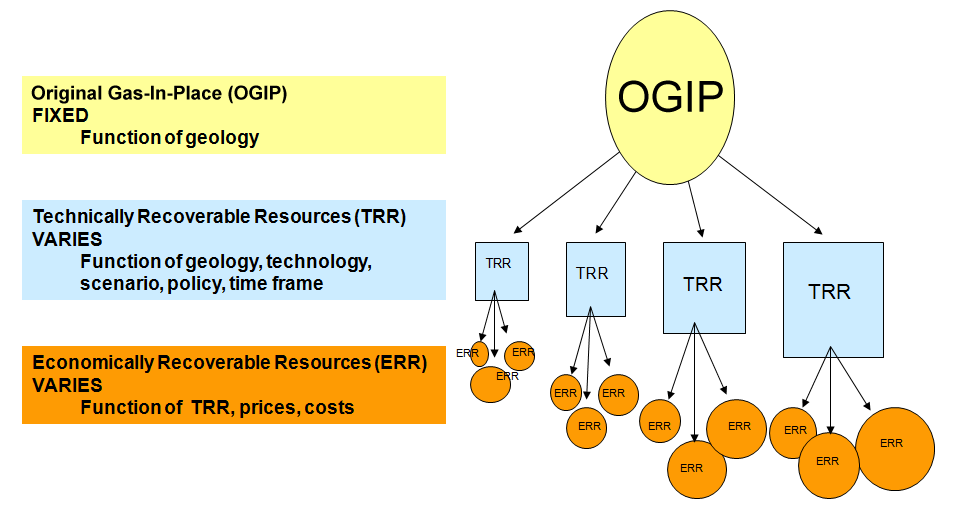 Original Gas-In-Place (OGIP)
FIXED
Function of geology
Technically Recoverable Resources (TRR)
VARIES
Function of geology, technology,
scenario, policy, time frame
Economically Recoverable Resources (ERR)
VARIES
Function of TRR, prices, costs
OGIP
TRR
TRR
TRR
TRR
ERR
ERR
ERR
ERR
ERR
ERR
ERR
ERR
ERR
ERR
ERR
ERR